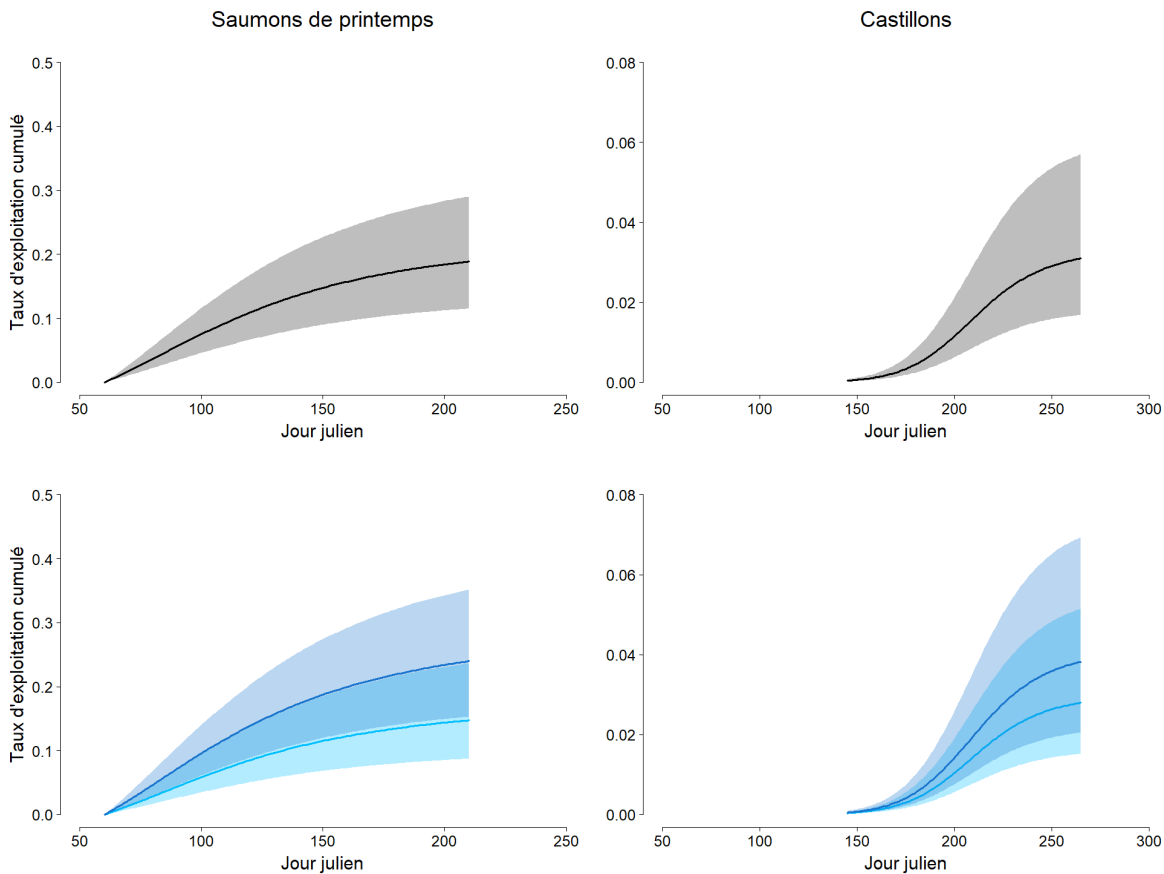 Saumons de printemps
Castillons
Taux d'exploitation cumulé
0.5
0.4
0.3
0.2
0.1
0.0
50 100 150 200 250
Jour julien
0.08
0.06
0.04
0.02
0.00
50 100 150 200 250 300
Jour julien
Taux d'exploitation cumulé
0.5
0.4
0.3
0.2
0.1
0.0
50 100 150 200 250
Jour julien
0.08
0.06
0.04
0.02
0.00
50 100 150 200 250 300
Jour julien